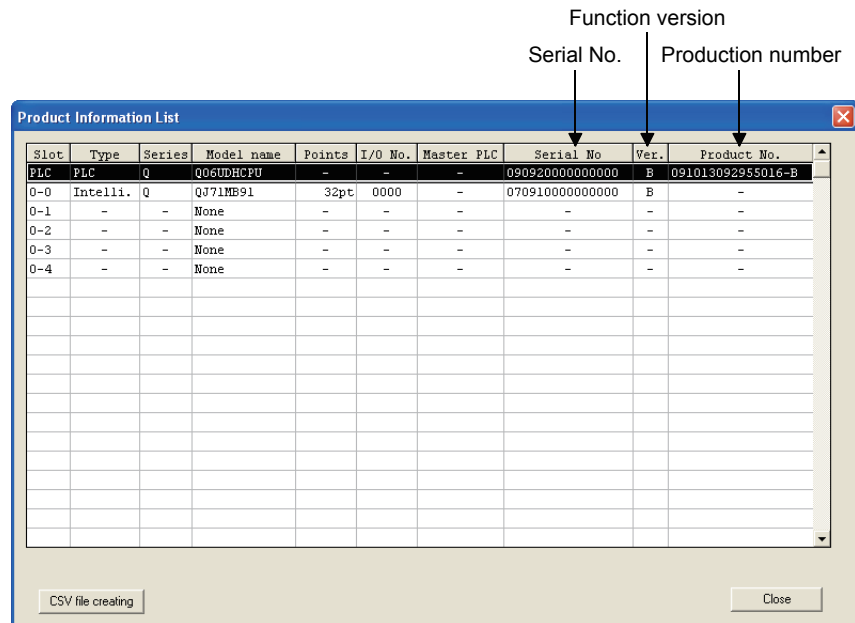 Function version
Serial No. Production number
Product Information List
Slot Type Series Model name Points I/O No. Master PLC Serial No Ver. Product No.
PLC PLC Q Q06UDHCPU - - - 090920000000000 B 091013092955016-B
0-0 Intelli. Q QJ71MB91 32pt 0000 - 070910000000000 B -
0-1 - - None - - - - - -
0-2 - - None - - - - - -
0-3 - - None - - - - - -
0-4 - - None - - - - - -
CSV file creating Close